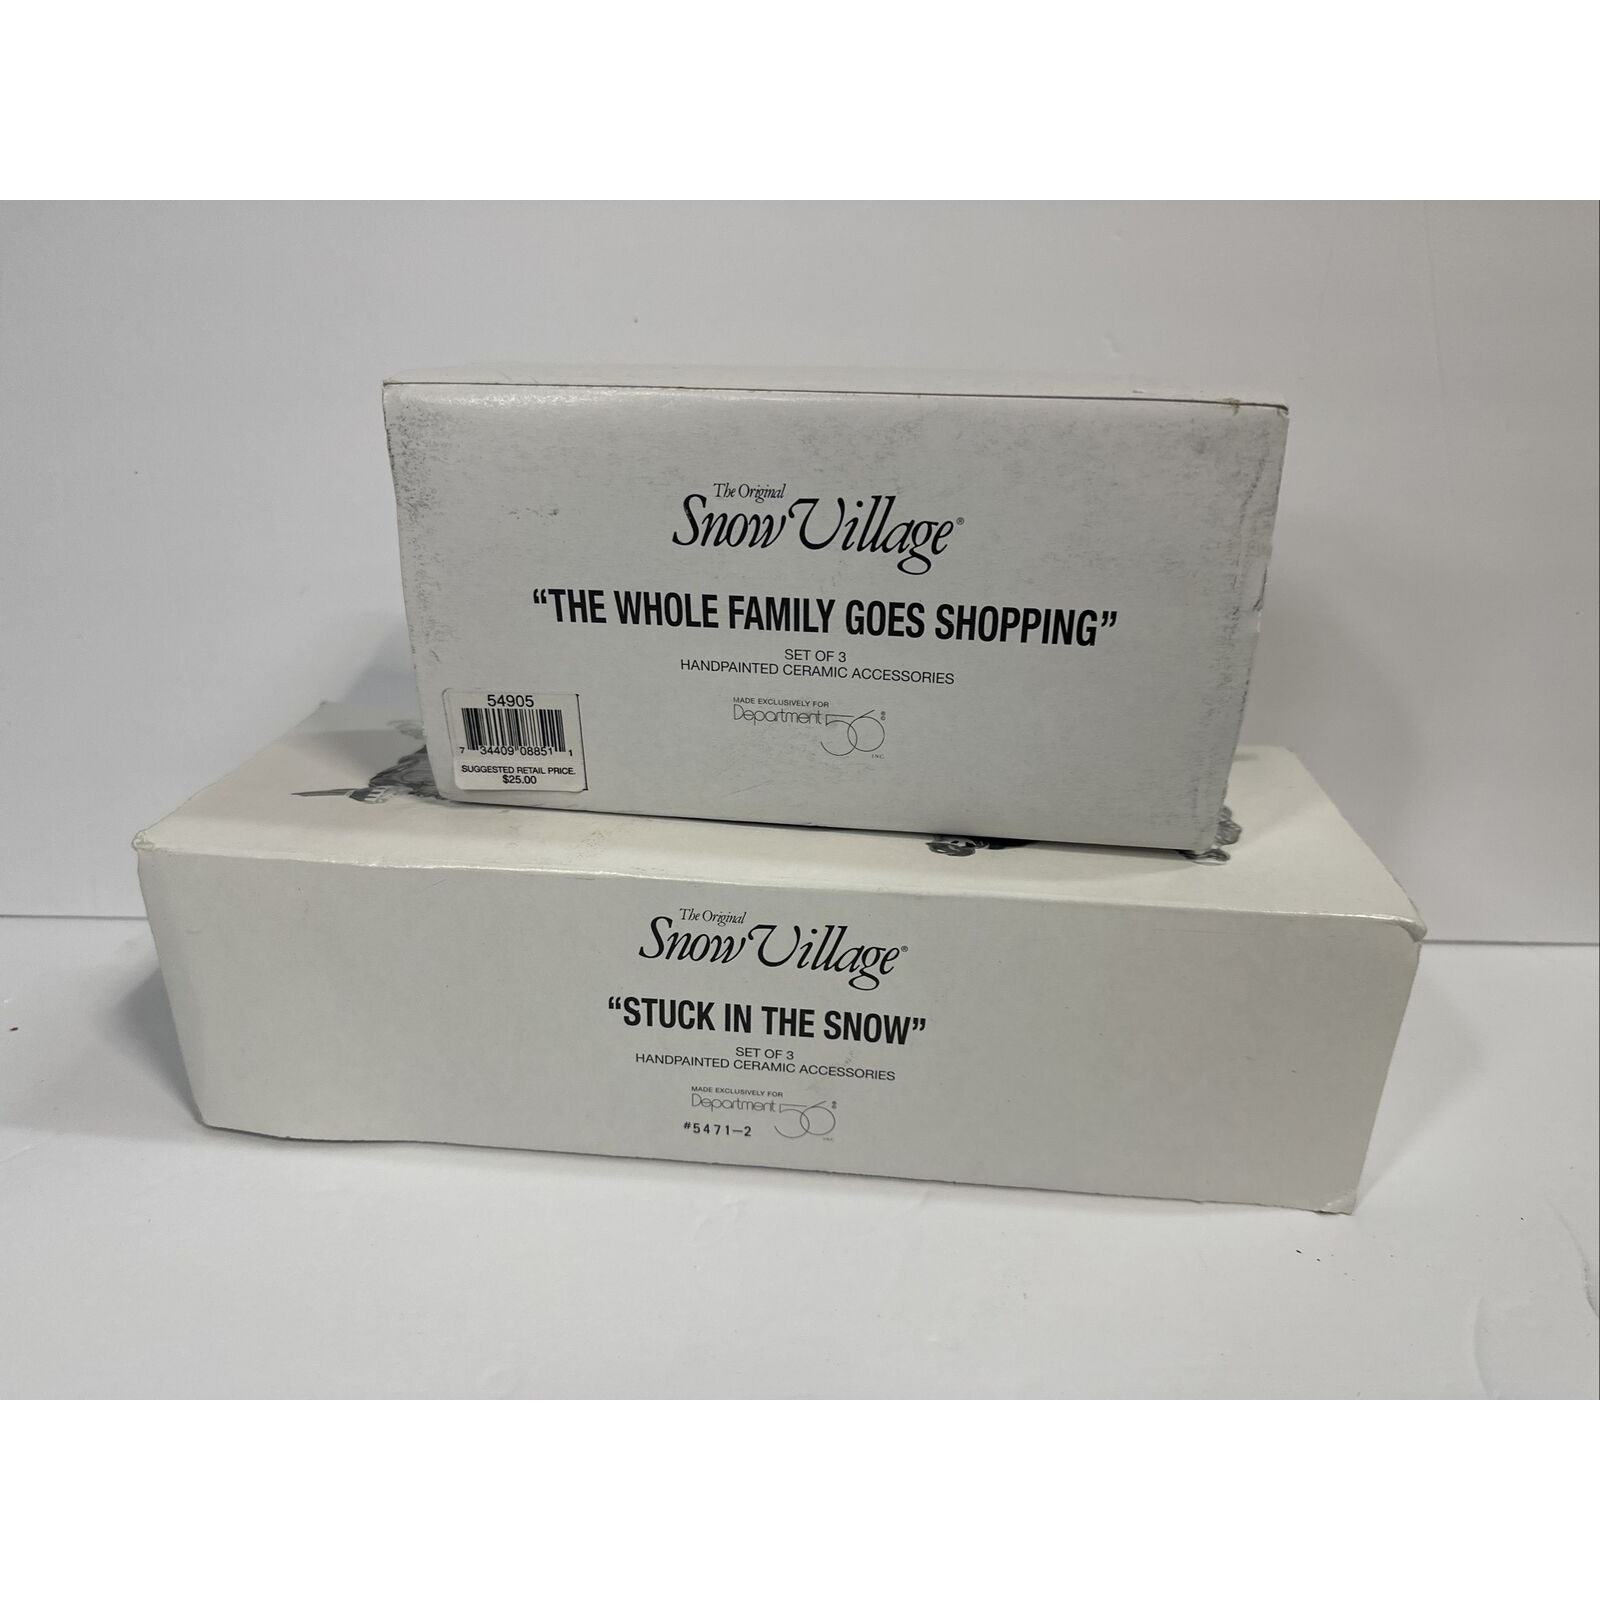 The Original
Snow Village®
“THE WHOLE FAMILY GOES SHOPPING”
SET OF 3
HANDPAINTED CERAMIC ACCESSORIES
MADE EXCLUSIVELY FOR
Department 56®
INC.
54905
7 34409 08851 1
SUGGESTED RETAIL PRICE.
$25.00
The Original
Snow Village®
“STUCK IN THE SNOW”
SET OF 3
HANDPAINTED CERAMIC ACCESSORIES
MADE EXCLUSIVELY FOR
Department 56®
INC.
#5471-2